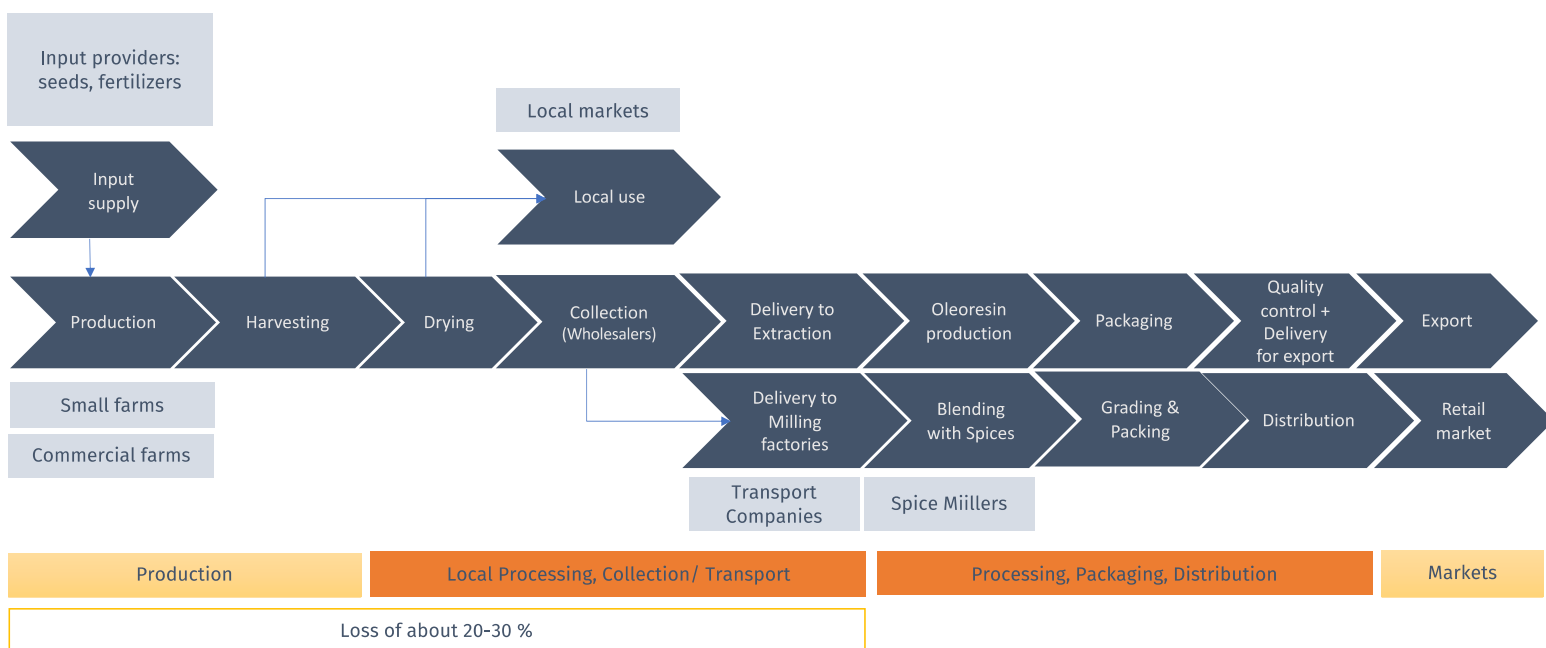 Input providers:
seeds, fertilizers
Local markets
Input
supply
Local use
Production
Harvesting
Drying
Collection
(Wholesalers)
Delivery to
Extraction
Oleoresin
production
Packaging
Quality
control +
Delivery
for export
Export
Small farms
Commercial farms
Delivery to
Milling
factories
Blending
with Spices
Grading &
Packing
Distribution
Retail
market
Transport
Companies
Spice Miillers
Production
Local Processing, Collection/ Transport
Processing, Packaging, Distribution
Markets
Loss of about 20-30 %